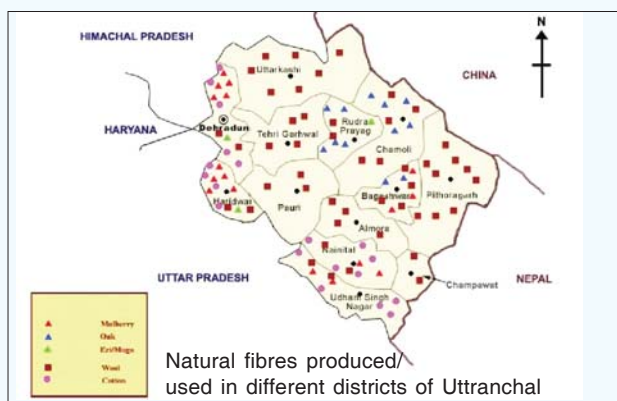 HIMACHAL PRADESH
N
CHINA
Uttarkashi
HARYANA
Dehradun
Tehri Garhwal
Rudra
Prayag
Chamoli
Haridwar
Pauri
Bageshwar
Pithoragarh
Almora
Nainital
UTTAR PRADESH
Udham Singh
Nagar
Champawat
NEPAL
Mulberry
Oak
Eri/Muga
Wool
Cotton
Natural fibres produced/
used in different districts of Uttranchal